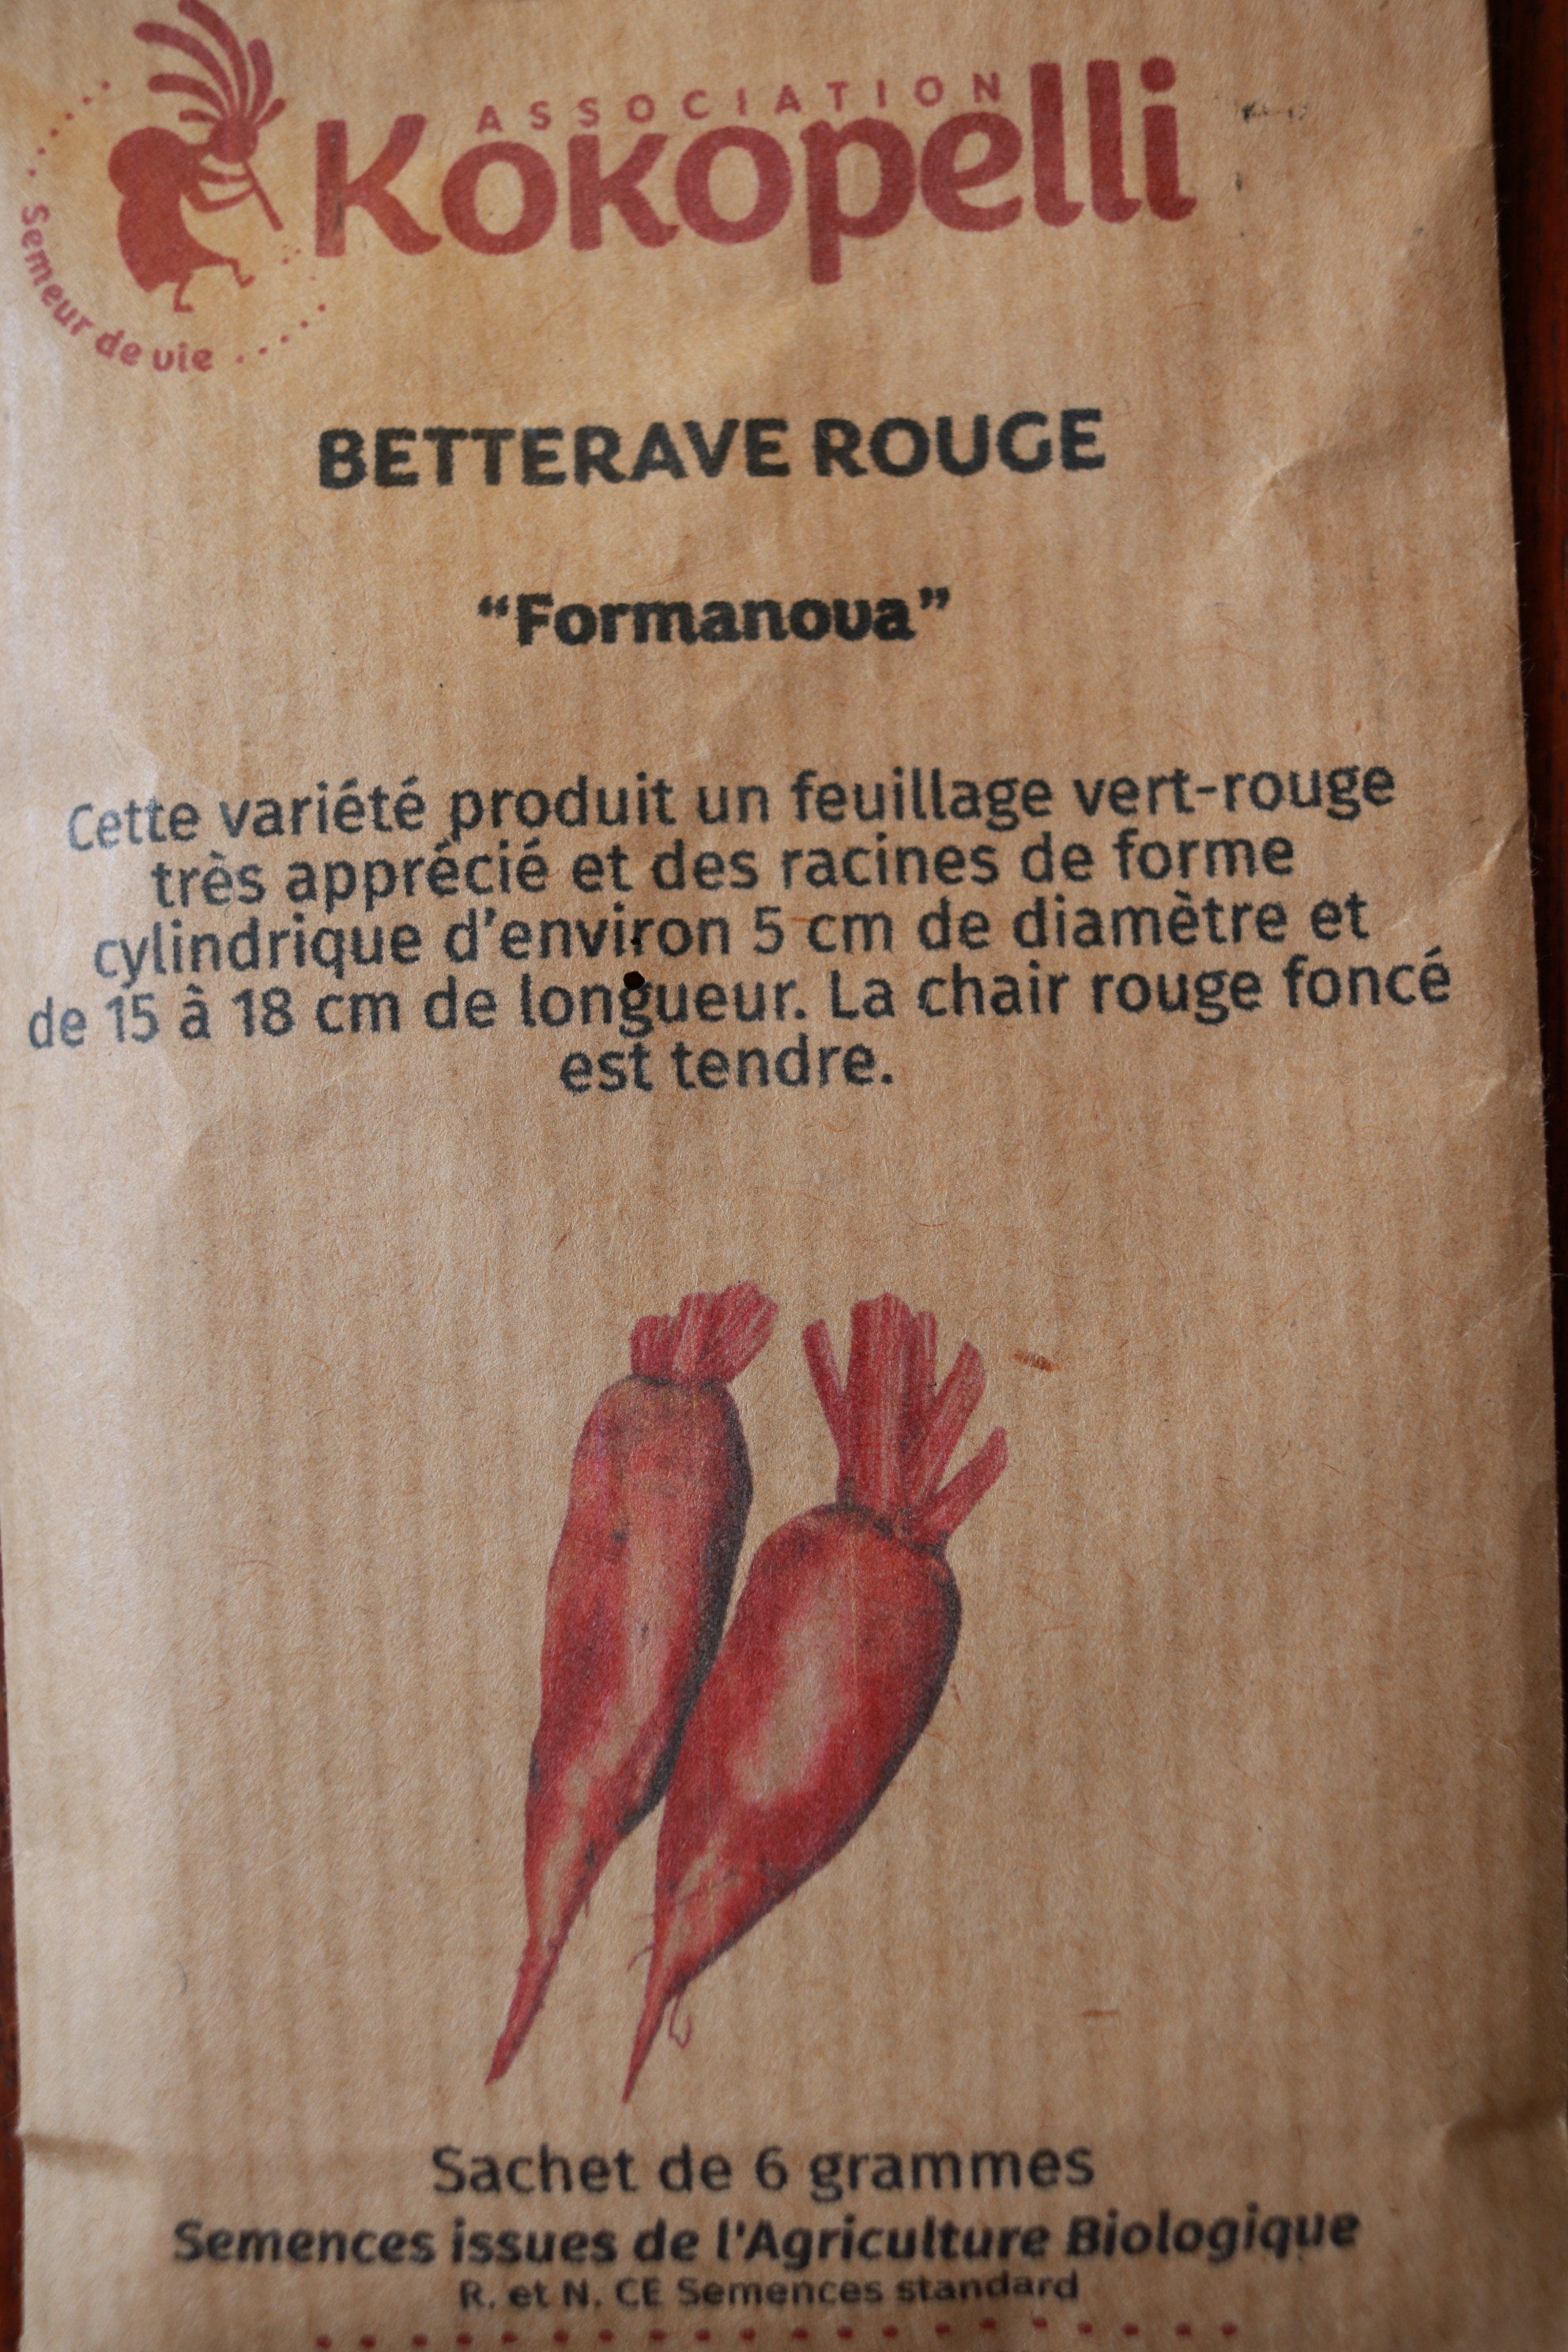 ASSOCIATION
Kokopelli
Semeur de vie
BETTERAVE ROUGE
“Formanova”
Cette variété produit un feuillage vert-rouge
très apprécié et des racines de forme
cylindrique d’environ 5 cm de diamètre et
de 15 à 18 cm de longueur. La chair rouge foncé
est tendre.
Sachet de 6 grammes
Semences issues de l'Agriculture Biologique
R. et N. CE Semences standard